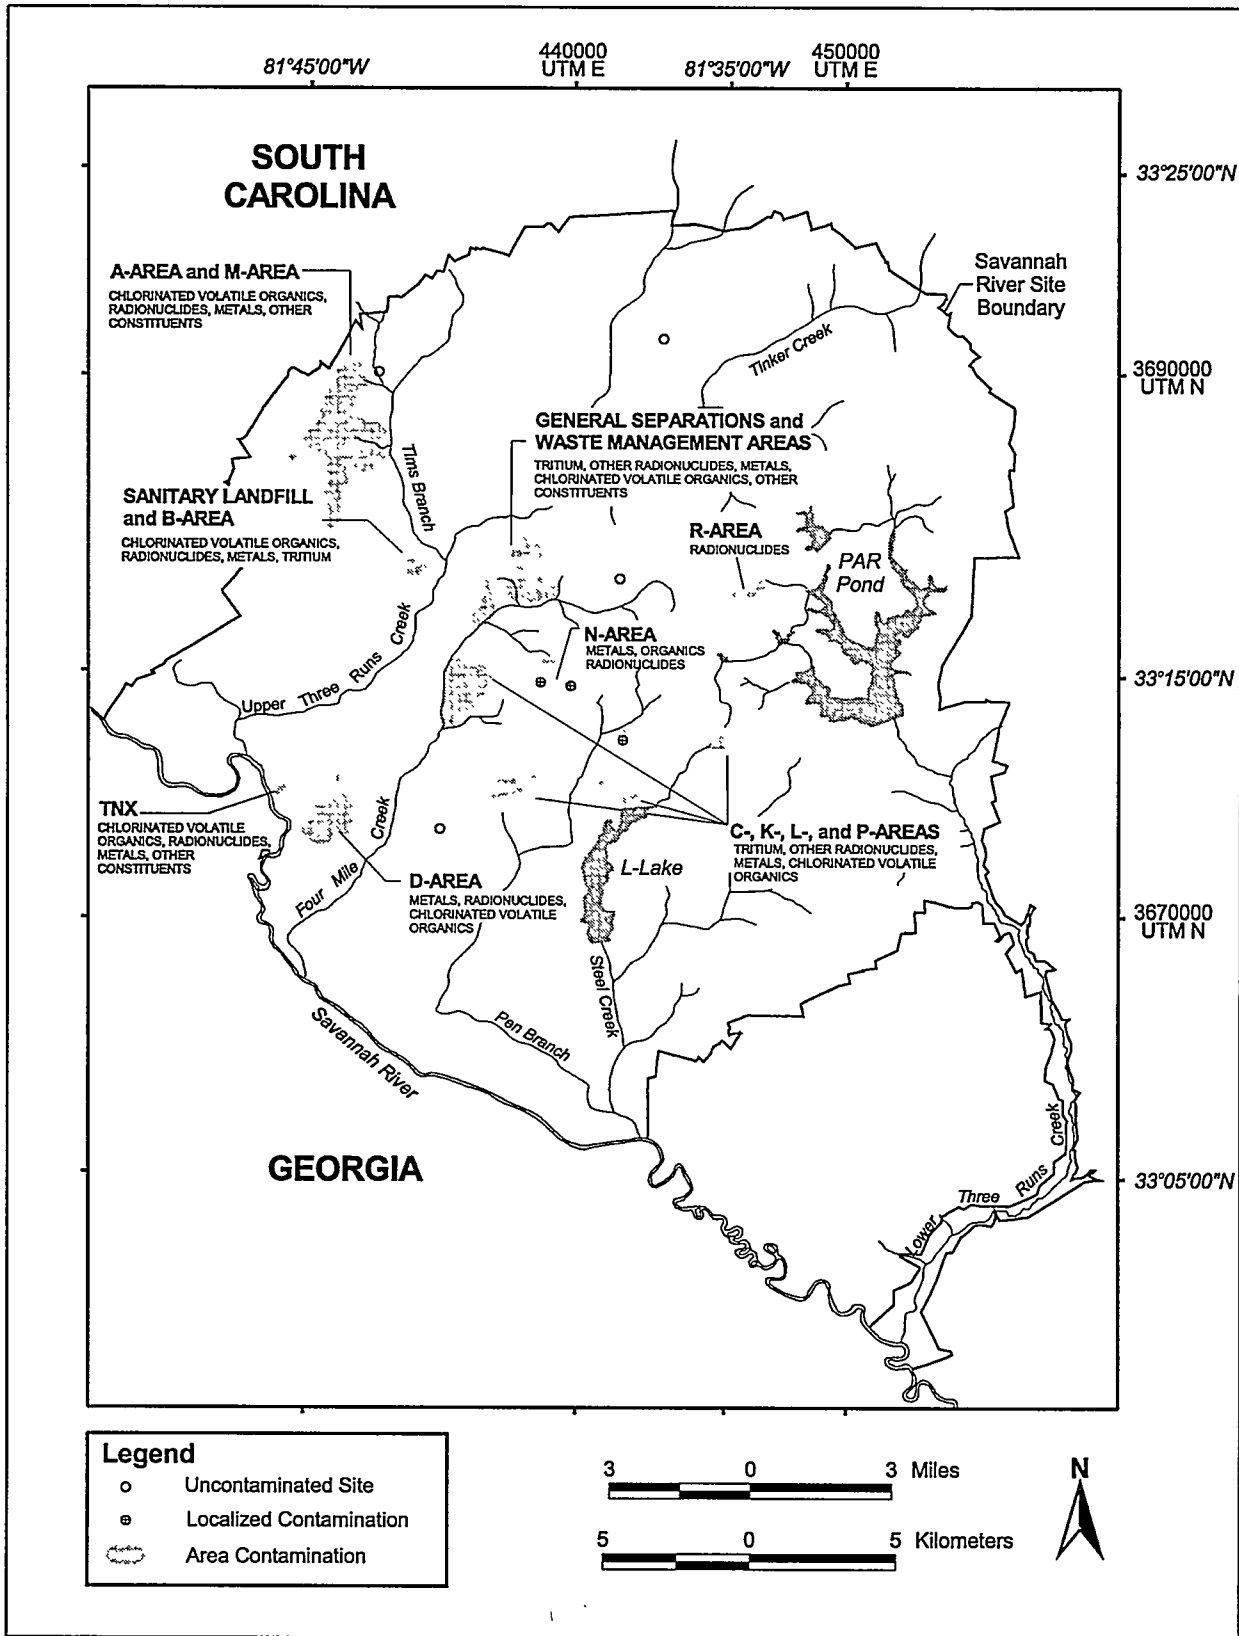 440000
UTM E
450000
UTM E
81°45'00"W
81°35'00"W
SOUTH
CAROLINA
33°25'00"N
A-AREA and M-AREA
CHLORINATED VOLATILE ORGANICS,
RADIONUCLIDES, METALS, OTHER
CONSTITUENTS
Savannah
River Site
Boundary
Tinker Creek
3690000
UTM N
GENERAL SEPARATIONS and
WASTE MANAGEMENT AREAS
TRITIUM, OTHER RADIONUCLIDES, METALS,
CHLORINATED VOLATILE ORGANICS, OTHER
CONSTITUENTS
Tims Branch
SANITARY LANDFILL
and B-AREA
CHLORINATED VOLATILE ORGANICS,
RADIONUCLIDES, METALS, TRITIUM
R-AREA
RADIONUCLIDES
PAR
Pond
N-AREA
METALS, ORGANICS
RADIONUCLIDES
Upper Three Runs Creek
33°15'00"N
TNX
CHLORINATED VOLATILE
ORGANICS, RADIONUCLIDES,
METALS, OTHER
CONSTITUENTS
Four Mile Creek
C-, K-, L-, and P-AREAS
TRITIUM, OTHER RADIONUCLIDES,
METALS, CHLORINATED VOLATILE
ORGANICS
L-Lake
D-AREA
METALS, RADIONUCLIDES,
CHLORINATED VOLATILE
ORGANICS
3670000
UTM N
Steel Creek
Pen Branch
Savannah River
GEORGIA
Lower Three Runs Creek
33°05'00"N
Legend
Uncontaminated Site
Localized Contamination
Area Contamination
3 0 3 Miles
5 0 5 Kilometers
N